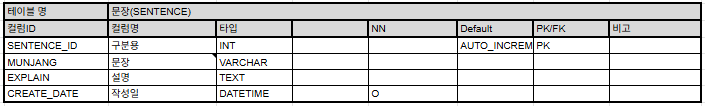 테이블 명 문장(SENTENCE)
컬럼ID 컬럼명 타입 NN Default PK/FK 비고
SENTENCE_ID 구분용 INT AUTO_INCREM PK
MUNJANG 문장 VARCHAR
EXPLAIN 설명 TEXT
CREATE_DATE 작성일 DATETIME O